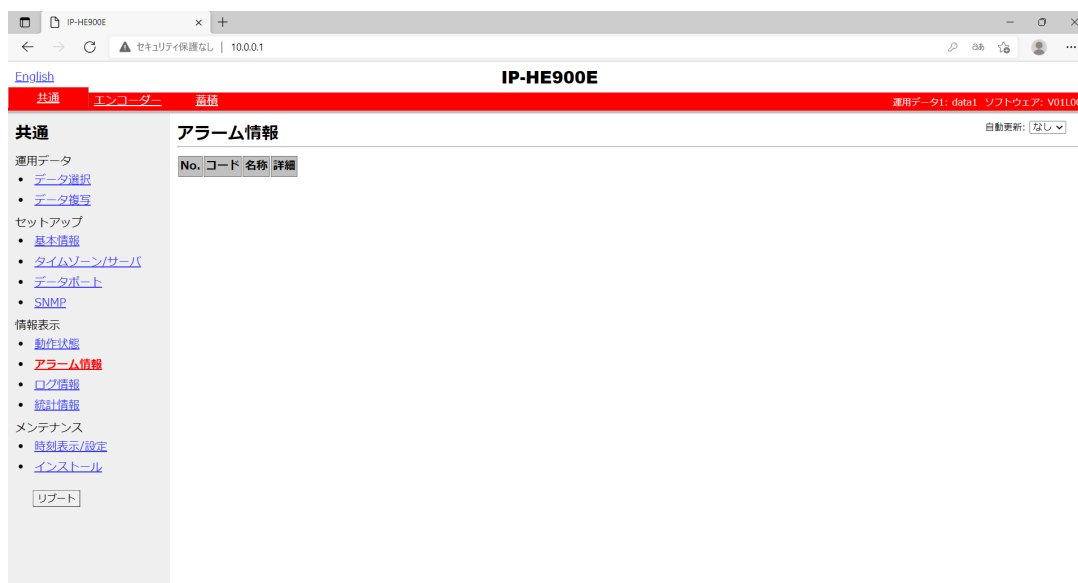 IP-HE900E
セキュリティ保護なし | 10.0.0.1
English
IP-HE900E
共通 エンコーダー 蓄積
運用データ1: data1 ソフトウェア: V01L00
共通
運用データ
データ選択
データ複写
セットアップ
基本情報
タイムゾーン/サーバ
データポート
SNMP
情報表示
動作状態
アラーム情報
ログ情報
統計情報
メンテナンス
時刻表示/設定
インストール
リブート
アラーム情報
自動更新: なし
No. コード 名称 詳細